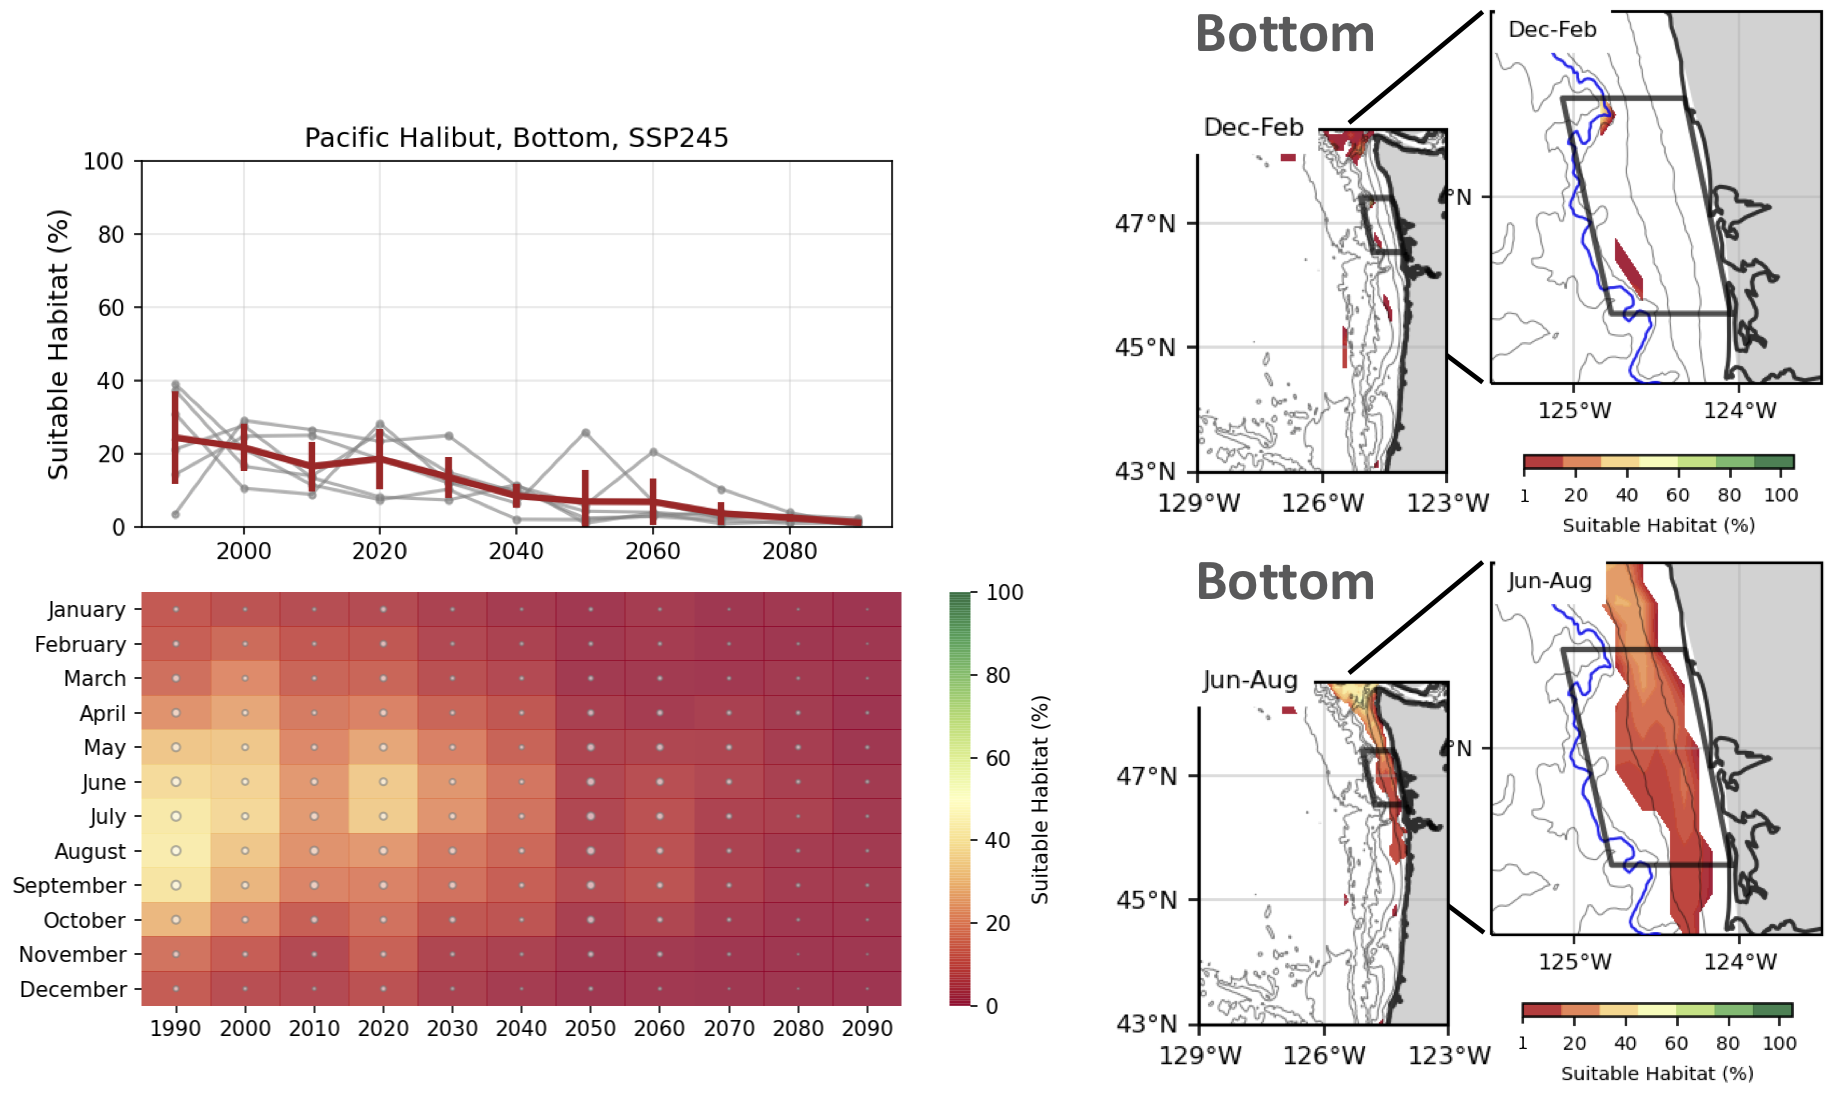 Pacific Halibut, Bottom, SSP245
Suitable Habitat (%)
100
80
60
40
20
0
2000 2020 2040 2060 2080
January
February
March
April
May
June
July
August
September
October
November
December
1990 2000 2010 2020 2030 2040 2050 2060 2070 2080 2090
100
80
60
40
20
0
Suitable Habitat (%)
Bottom
Dec-Feb
47°N
45°N
43°N
129°W 126°W 123°W
Dec-Feb
°N
125°W 124°W
1 20 40 60 80 100
Suitable Habitat (%)
Bottom
Jun-Aug
47°N
45°N
43°N
129°W 126°W 123°W
Jun-Aug
°N
125°W 124°W
1 20 40 60 80 100
Suitable Habitat (%)